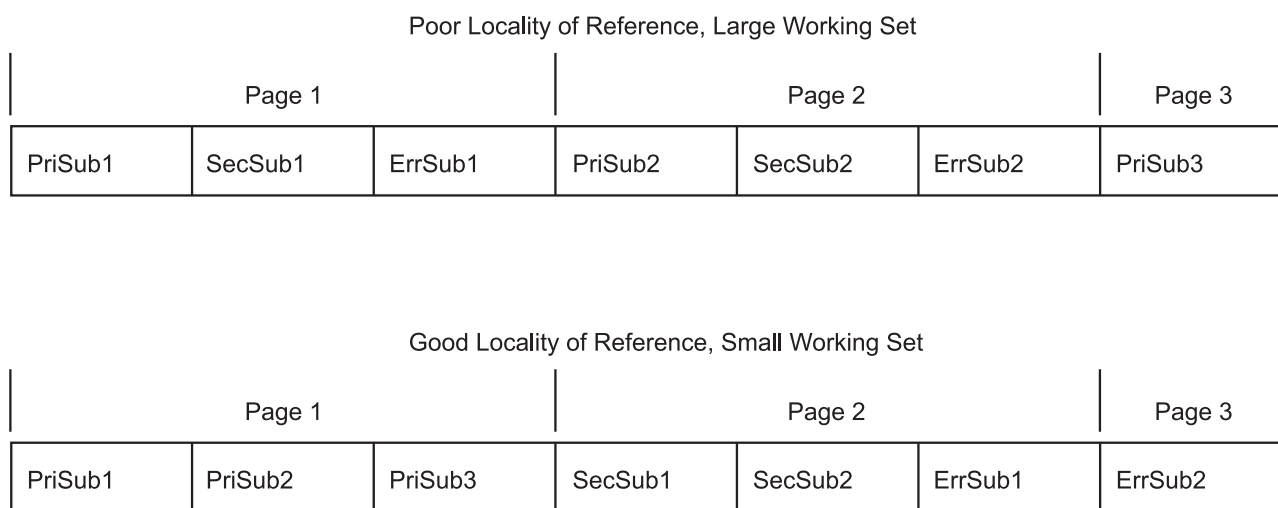 Poor Locality of Reference, Large Working Set
Page 1 Page 2 Page 3
PriSub1 SecSub1 ErrSub1 PriSub2 SecSub2 ErrSub2 PriSub3
Good Locality of Reference, Small Working Set
Page 1 Page 2 Page 3
PriSub1 PriSub2 PriSub3 SecSub1 SecSub2 ErrSub1 ErrSub2